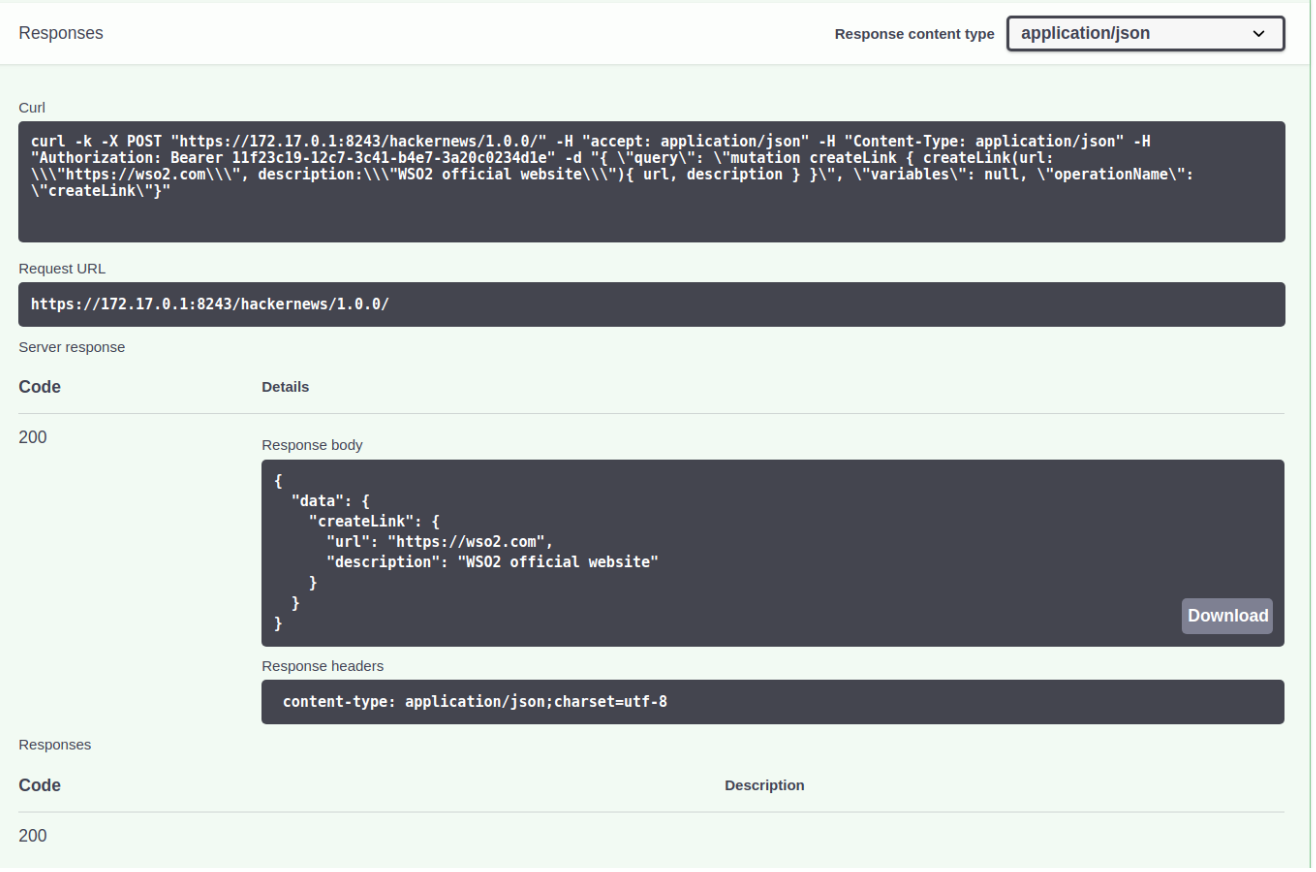 Responses
Response content type application/json
Curl
curl -k -X POST "https://172.17.0.1:8243/hackernews/1.0.0/" -H "accept: application/json" -H "Content-Type: application/json" -H
"Authorization: Bearer 11f23c19-12c7-3c41-b4e7-3a20c0234d1e" -d "{ \"query\": \"mutation createLink { createLink(url:
\\\"https://wso2.com\\\", description:\\\"WSO2 official website\\\"){ url, description } }\", \"variables\": null, \"operationName\":
\"createLink\"}"
Request URL
https://172.17.0.1:8243/hackernews/1.0.0/
Server response
Code Details
200
Response body
{
  "data": {
    "createLink": {
      "url": "https://wso2.com",
      "description": "WSO2 official website"
    }
  }
}
Download
Response headers
content-type: application/json;charset=utf-8
Responses
Code Description
200